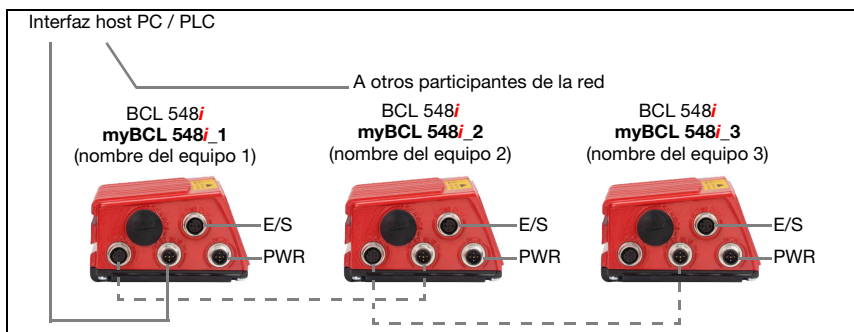 Interfaz host PC / PLC
A otros participantes de la red
BCL 548i
myBCL 548i_1
(nombre del equipo 1)
BCL 548i
myBCL 548i_2
(nombre del equipo 2)
BCL 548i
myBCL 548i_3
(nombre del equipo 3)
E/S
PWR
E/S
PWR
E/S
PWR